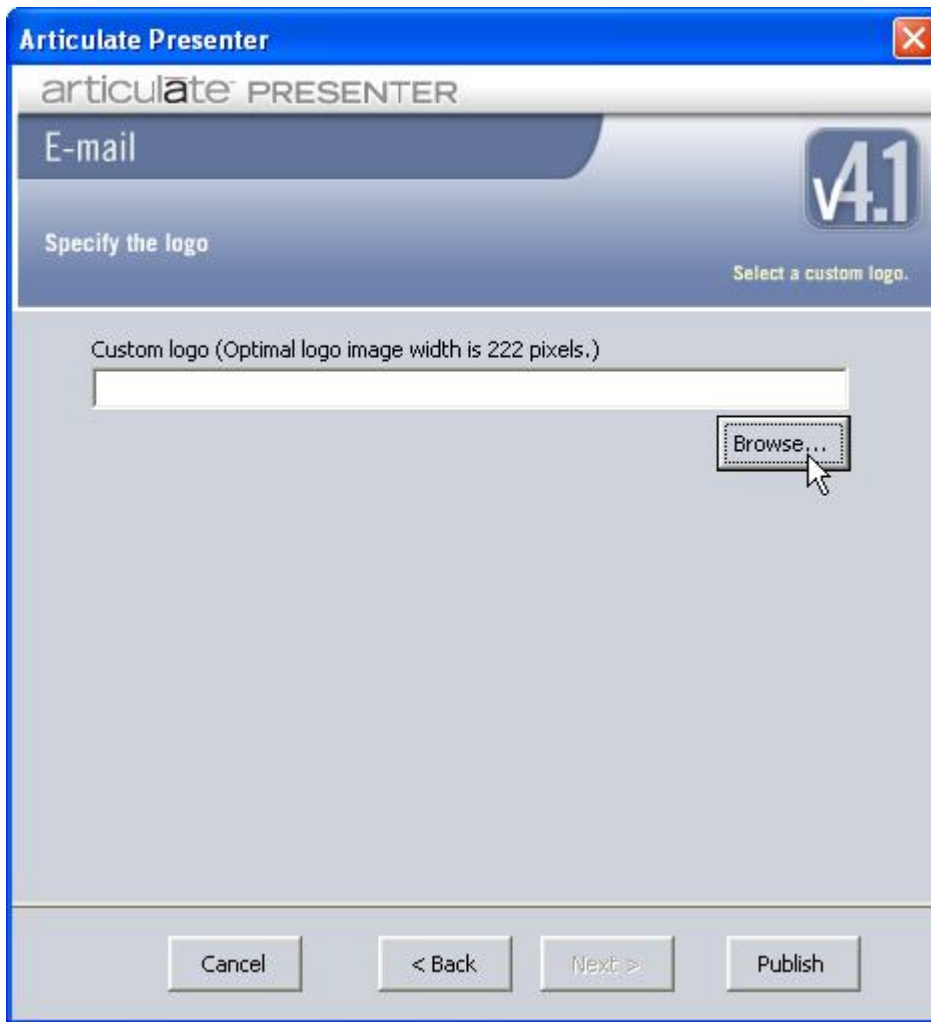 Articulate Presenter
articulāte™ PRESENTER
E-mail
v4.1
Specify the logo
Select a custom logo.
Custom logo (Optimal logo image width is 222 pixels.)
Browse...
Cancel
< Back
Next >
Publish